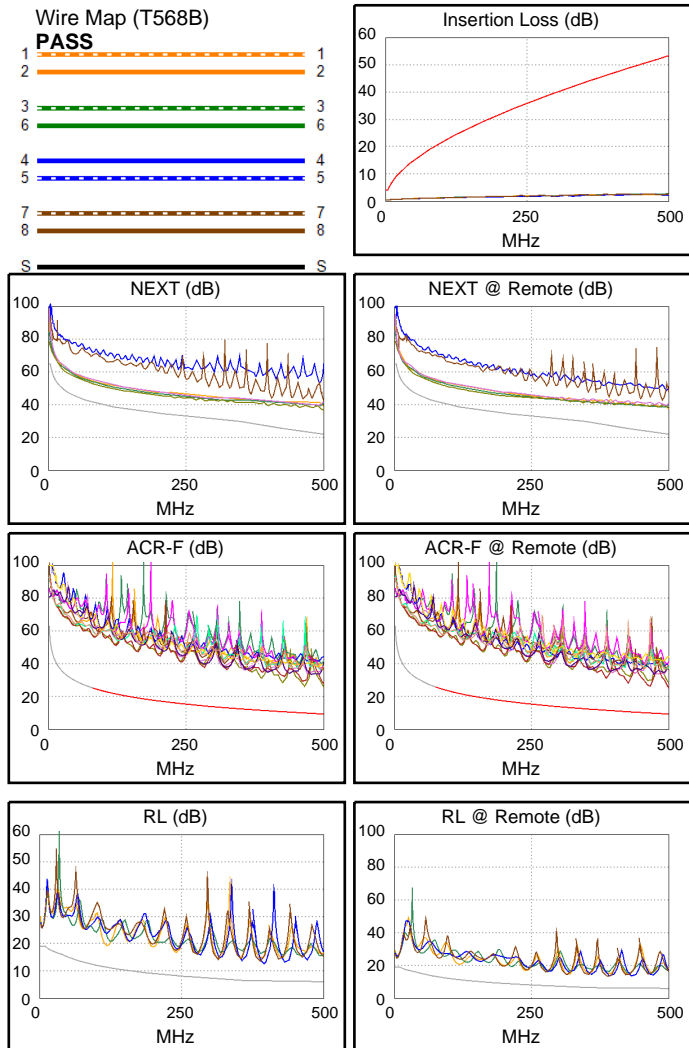 Wire Map (T568B)
PASS
1 1
2 2
3 3
6 6
4 4
5 5
7 7
8 8
S S
Insertion Loss (dB)
60
50
40
30
20
10
0
0 250 500
MHz
NEXT (dB)
100
80
60
40
20
0
0 250 500
MHz
NEXT @ Remote (dB)
100
80
60
40
20
0
0 250 500
MHz
ACR-F (dB)
100
80
60
40
20
0
0 250 500
MHz
ACR-F @ Remote (dB)
100
80
60
40
20
0
0 250 500
MHz
RL (dB)
60
50
40
30
20
10
0
0 250 500
MHz
RL @ Remote (dB)
100
80
60
40
20
0
0 250 500
MHz